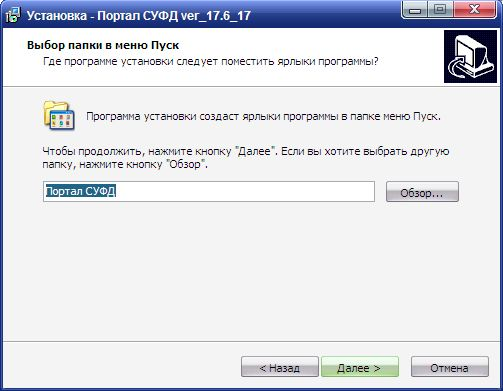 Установка - Портал СУФД ver_17.6_17
Выбор папки в меню Пуск
Где программе установки следует поместить ярлыки программы?
Программа установки создаст ярлыки программы в папке меню Пуск.
Чтобы продолжить, нажмите кнопку "Далее". Если вы хотите выбрать другую
папку, нажмите кнопку "Обзор".
Портал СУФД
Обзор...
< Назад
Далее >
Отмена